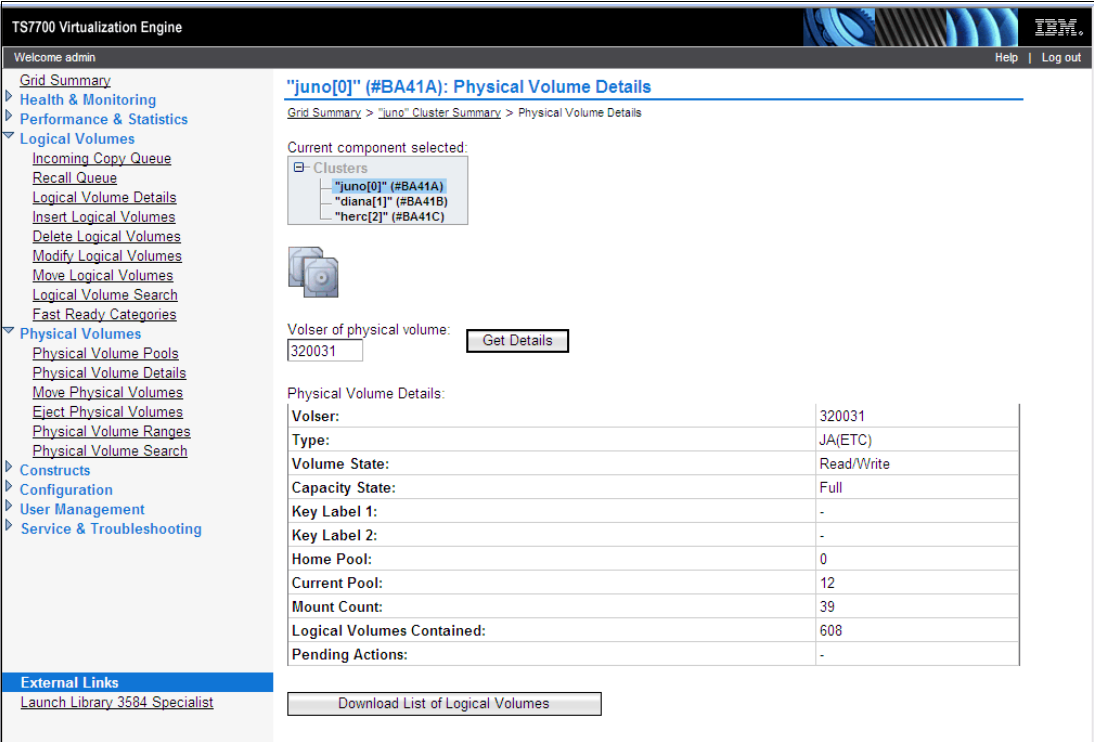 TS7700 Virtualization Engine
IBM.
Welcome admin
Help | Log out
Grid Summary
Health & Monitoring
Performance & Statistics
Logical Volumes
Incoming Copy Queue
Recall Queue
Logical Volume Details
Insert Logical Volumes
Delete Logical Volumes
Modify Logical Volumes
Move Logical Volumes
Logical Volume Search
Fast Ready Categories
Physical Volumes
Physical Volume Pools
Physical Volume Details
Move Physical Volumes
Eject Physical Volumes
Physical Volume Ranges
Physical Volume Search
Constructs
Configuration
User Management
Service & Troubleshooting
External Links
Launch Library 3584 Specialist
"juno[0]" (#BA41A): Physical Volume Details
Grid Summary > "juno" Cluster Summary > Physical Volume Details
Current component selected:
Clusters
"juno[0]" (#BA41A)
"diana[1]" (#BA41B)
"herc[2]" (#BA41C)
Volser of physical volume:
320031
Get Details
Physical Volume Details:
Volser: 320031
Type: JA(ETC)
Volume State: Read/Write
Capacity State: Full
Key Label 1: -
Key Label 2: -
Home Pool: 0
Current Pool: 12
Mount Count: 39
Logical Volumes Contained: 608
Pending Actions: -
Download List of Logical Volumes